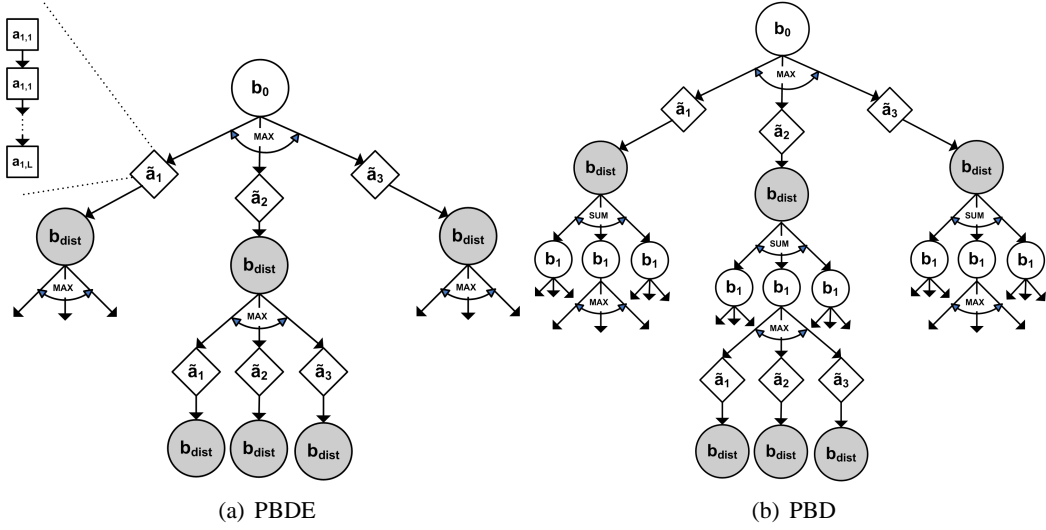 a1,1
a1,1
a1,L
b0
MAX
ã1
ã2
ã3
bdist
bdist
bdist
MAX
MAX
MAX
ã1
ã2
ã3
bdist
bdist
bdist
(a) PBDE
b0
MAX
ã1
ã2
ã3
bdist
bdist
bdist
SUM
SUM
SUM
b1
b1
b1
b1
b1
b1
b1
b1
b1
MAX
MAX
MAX
ã1
ã2
ã3
bdist
bdist
bdist
(b) PBD